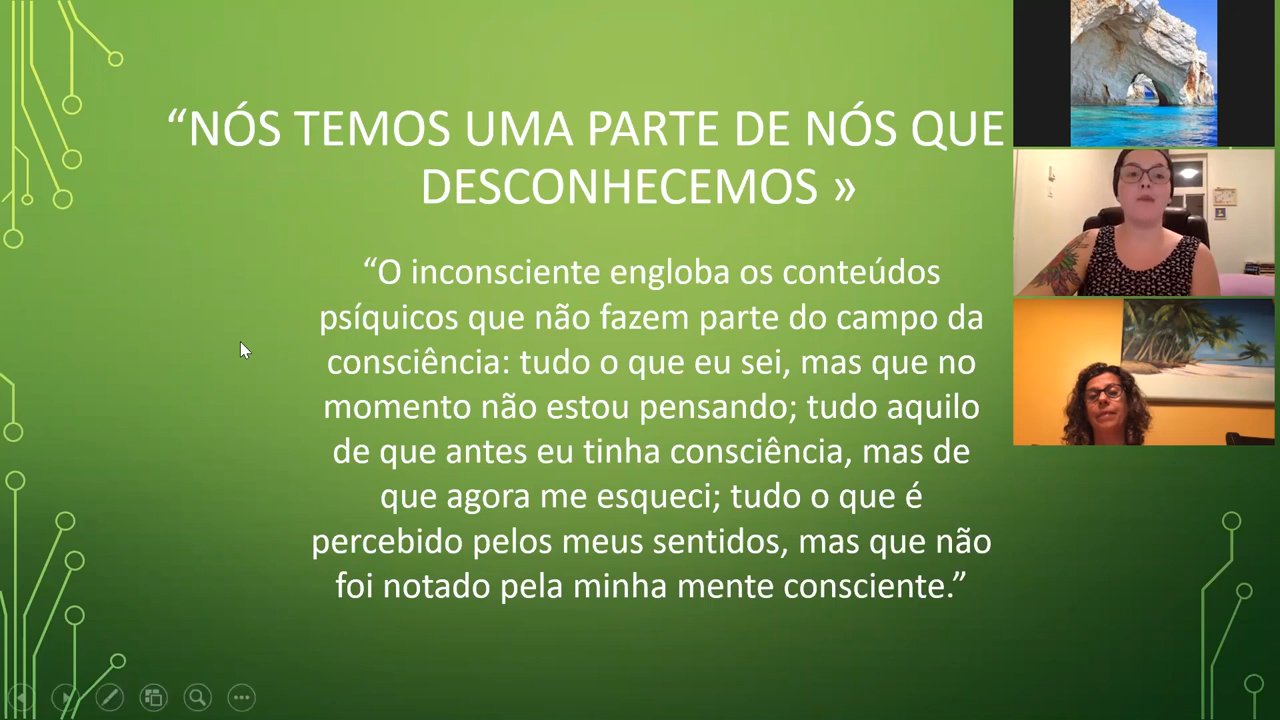 “NÓS TEMOS UMA PARTE DE NÓS QUE
DESCONHECEMOS »
“O inconsciente engloba os conteúdos
psíquicos que não fazem parte do campo da
consciência: tudo o que eu sei, mas que no
momento não estou pensando; tudo aquilo
de que antes eu tinha consciência, mas de
que agora me esqueci; tudo o que é
percebido pelos meus sentidos, mas que não
foi notado pela minha mente consciente.”